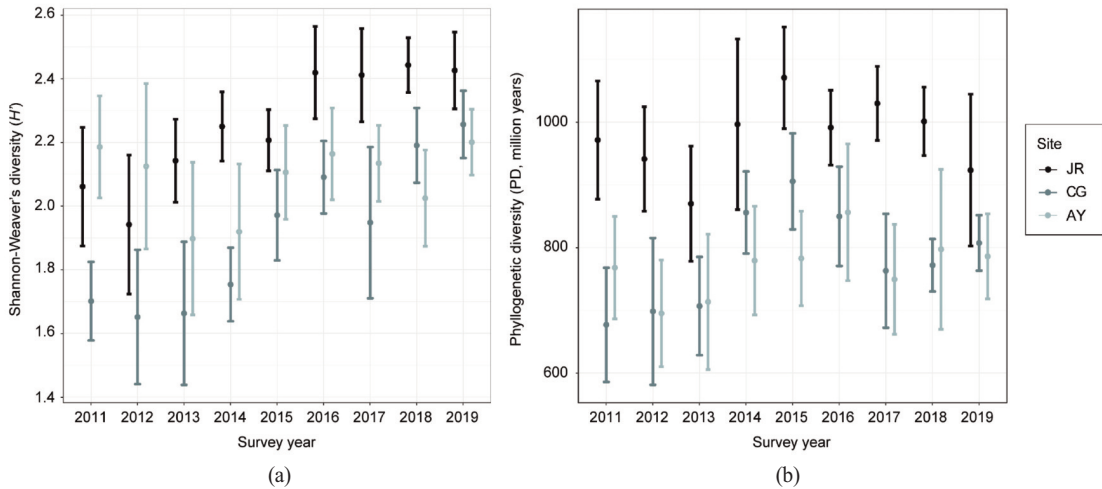 2.6
2.4
2.2
2.0
1.8
1.6
1.4
Shannon-Weaver's diversity (H')
2011 2012 2013 2014 2015 2016 2017 2018 2019
Survey year
(a)
1000
800
600
Phyllogenetic diversity (PD, million years)
2011 2012 2013 2014 2015 2016 2017 2018 2019
Survey year
(b)
Site
JR
CG
AY